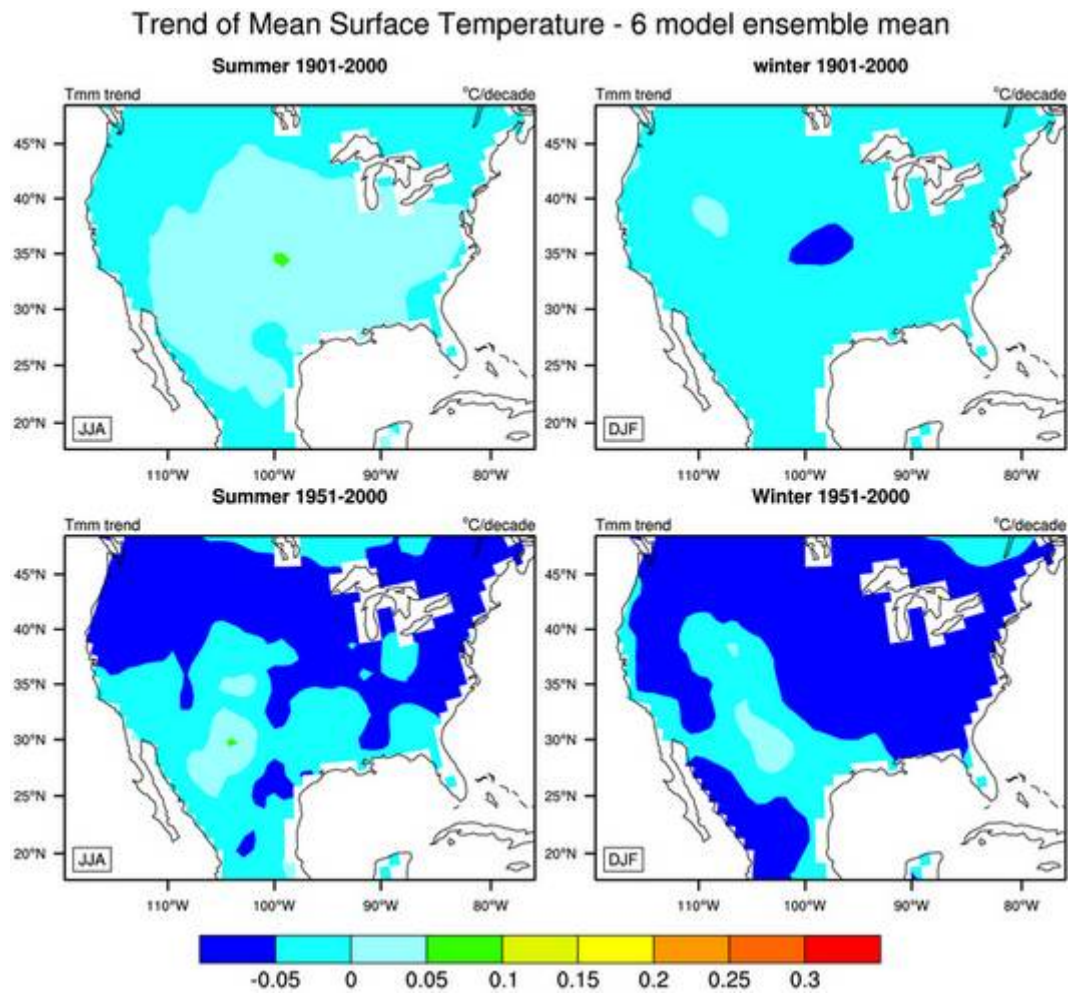 Trend of Mean Surface Temperature - 6 model ensemble mean
Summer 1901-2000
Tmm trend °C/decade
45°N
40°N
35°N
30°N
25°N
20°N
JJA
110°W 100°W 90°W 80°W
winter 1901-2000
Tmm trend °C/decade
45°N
40°N
35°N
30°N
25°N
20°N
DJF
110°W 100°W 90°W 80°W
Summer 1951-2000
Tmm trend °C/decade
45°N
40°N
35°N
30°N
25°N
20°N
JJA
110°W 100°W 90°W 80°W
Winter 1951-2000
Tmm trend °C/decade
45°N
40°N
35°N
30°N
25°N
20°N
DJF
110°W 100°W 90°W 80°W
-0.05 0 0.05 0.1 0.15 0.2 0.25 0.3